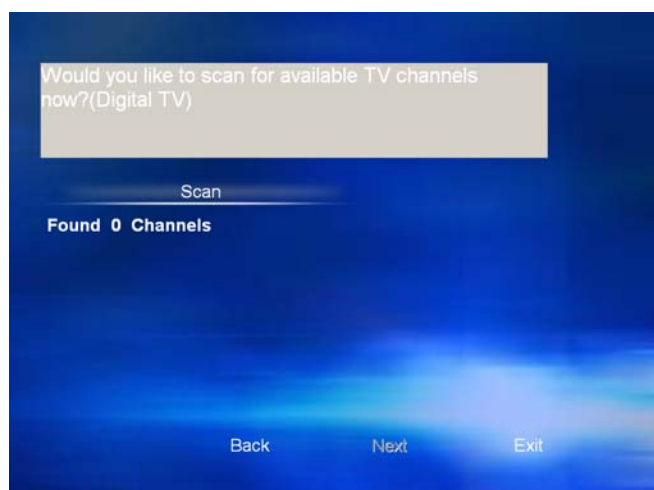 Would you like to scan for available TV channels
now?(Digital TV)
Scan
Found 0 Channels
Back Next Exit